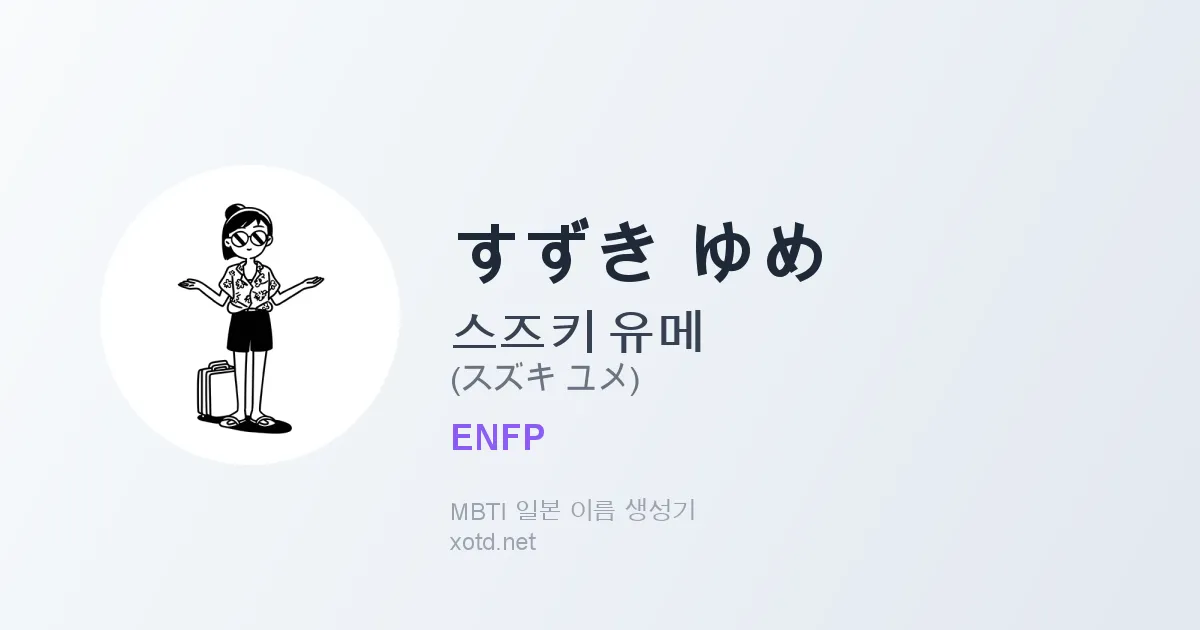 すずき ゆめ
스즈키 유메
(スズキ ユメ)
ENFP
MBTI 일본 이름 생성기
xotd.net